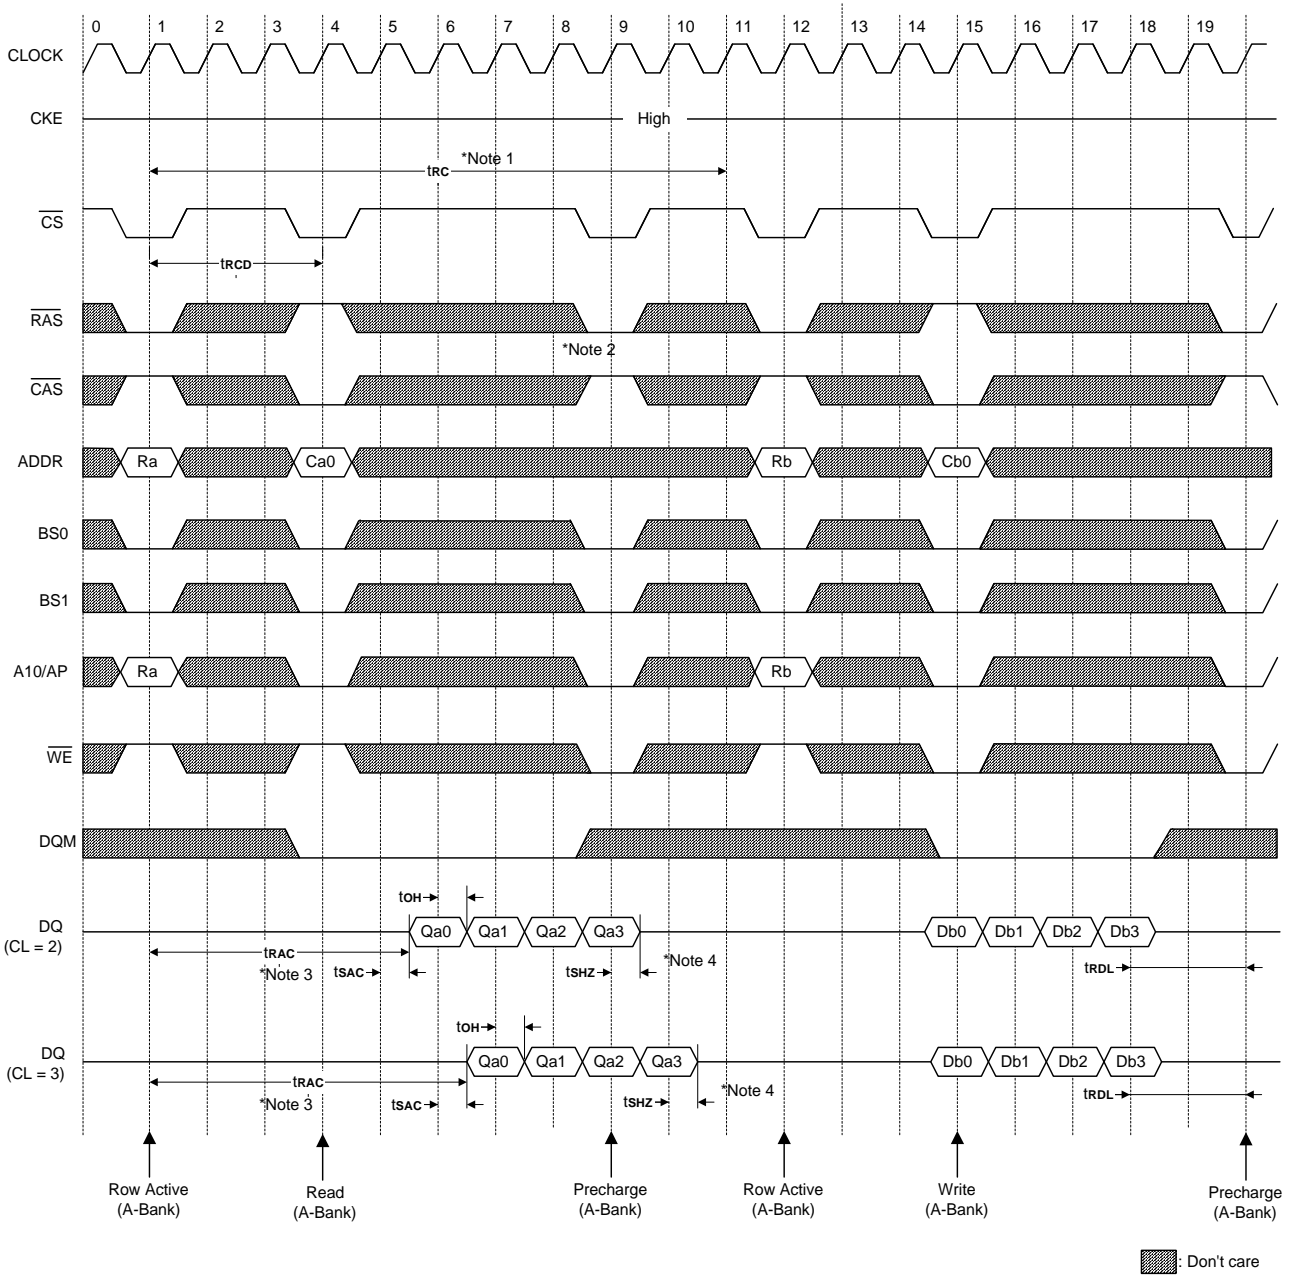 0 1 2 3 4 5 6 7 8 9 10 11 12 13 14 15 16 17 18 19
CLOCK
CKE High
*Note 1
tRC
CS
tRCD
RAS
*Note 2
CAS
ADDR Ra Ca0 Rb Cb0
BS0
BS1
A10/AP Ra Rb
WE
DQM
tOH
DQ
(CL = 2)
Qa0 Qa1 Qa2 Qa3 Db0 Db1 Db2 Db3
tRAC
*Note 3 tSAC tSHZ *Note 4 tRDL
tOH
DQ
(CL = 3)
Qa0 Qa1 Qa2 Qa3 Db0 Db1 Db2 Db3
tRAC
*Note 3 tSAC tSHZ *Note 4 tRDL
Row Active
(A-Bank)
Read
(A-Bank)
Precharge
(A-Bank)
Row Active
(A-Bank)
Write
(A-Bank)
Precharge
(A-Bank)
: Don't care